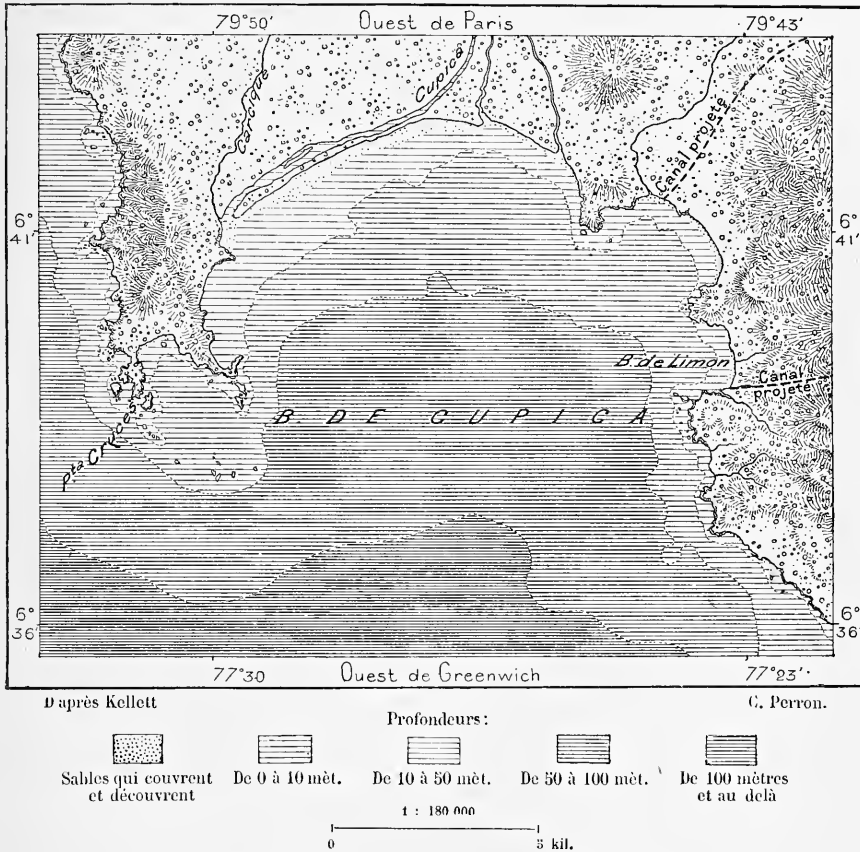 79°50' Ouest de Paris 79°43'
Cacique
Cupica
Canal projeté
6°
41'
6°
41'
B. de Limon
Canal
projeté
B. DE CUPICA
Pta Cruces
6°
36'
6°
36'
77°30 Ouest de Greenwich 77°23'
D'après Kellett
C. Perron.
Profondeurs:
Sables qui couvrent
et découvrent
De 0 à 10 mèt.
De 10 à 50 mèt.
De 50 à 100 mèt.
De 100 mètres
et au delà
1 : 180 000
0 5 kil.